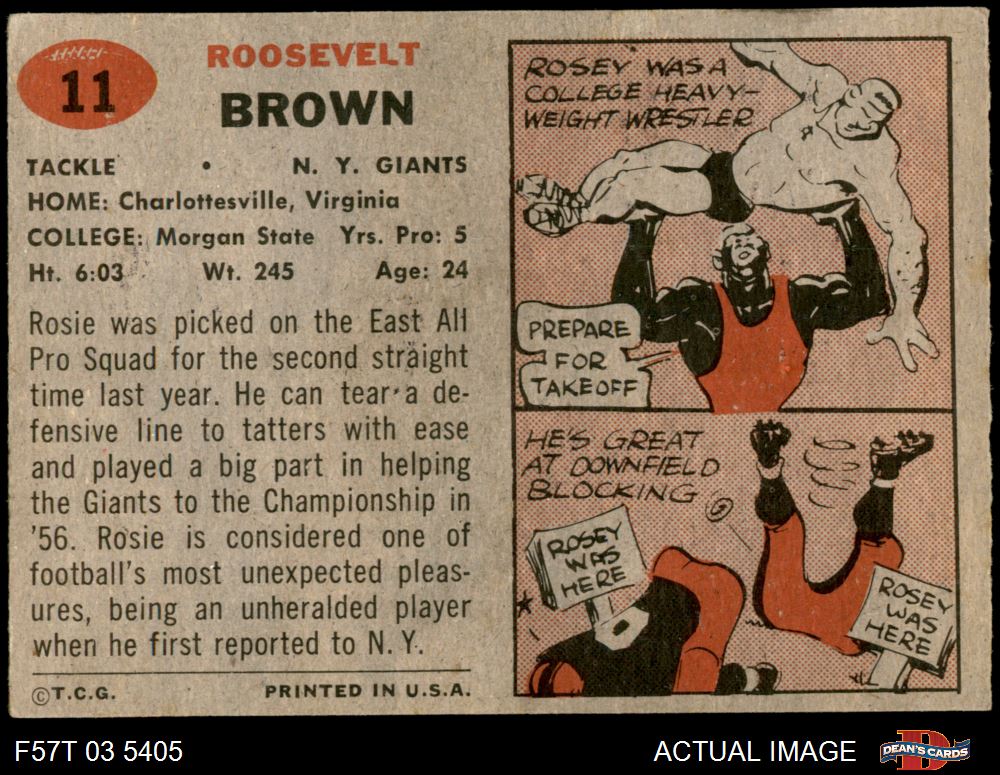 11
ROOSEVELT
BROWN
TACKLE • N. Y. GIANTS
HOME: Charlottesville, Virginia
COLLEGE: Morgan State Yrs. Pro: 5
Ht. 6:03 Wt. 245 Age: 24
Rosie was picked on the East All
Pro Squad for the second straight
time last year. He can tear a de-
fensive line to tatters with ease
and played a big part in helping
the Giants to the Championship in
'56. Rosie is considered one of
football's most unexpected pleas-
ures, being an unheralded player
when he first reported to N. Y.
©T.C.G. PRINTED IN U.S.A.
ROSEY WAS A
COLLEGE HEAVY-
WEIGHT WRESTLER
PREPARE
FOR
TAKEOFF
HE'S GREAT
AT DOWNFIELD
BLOCKING
ROSEY
WAS
HERE
ROSEY
WAS
HERE
F57T 03 5405 ACTUAL IMAGE
DEAN'S CARDS